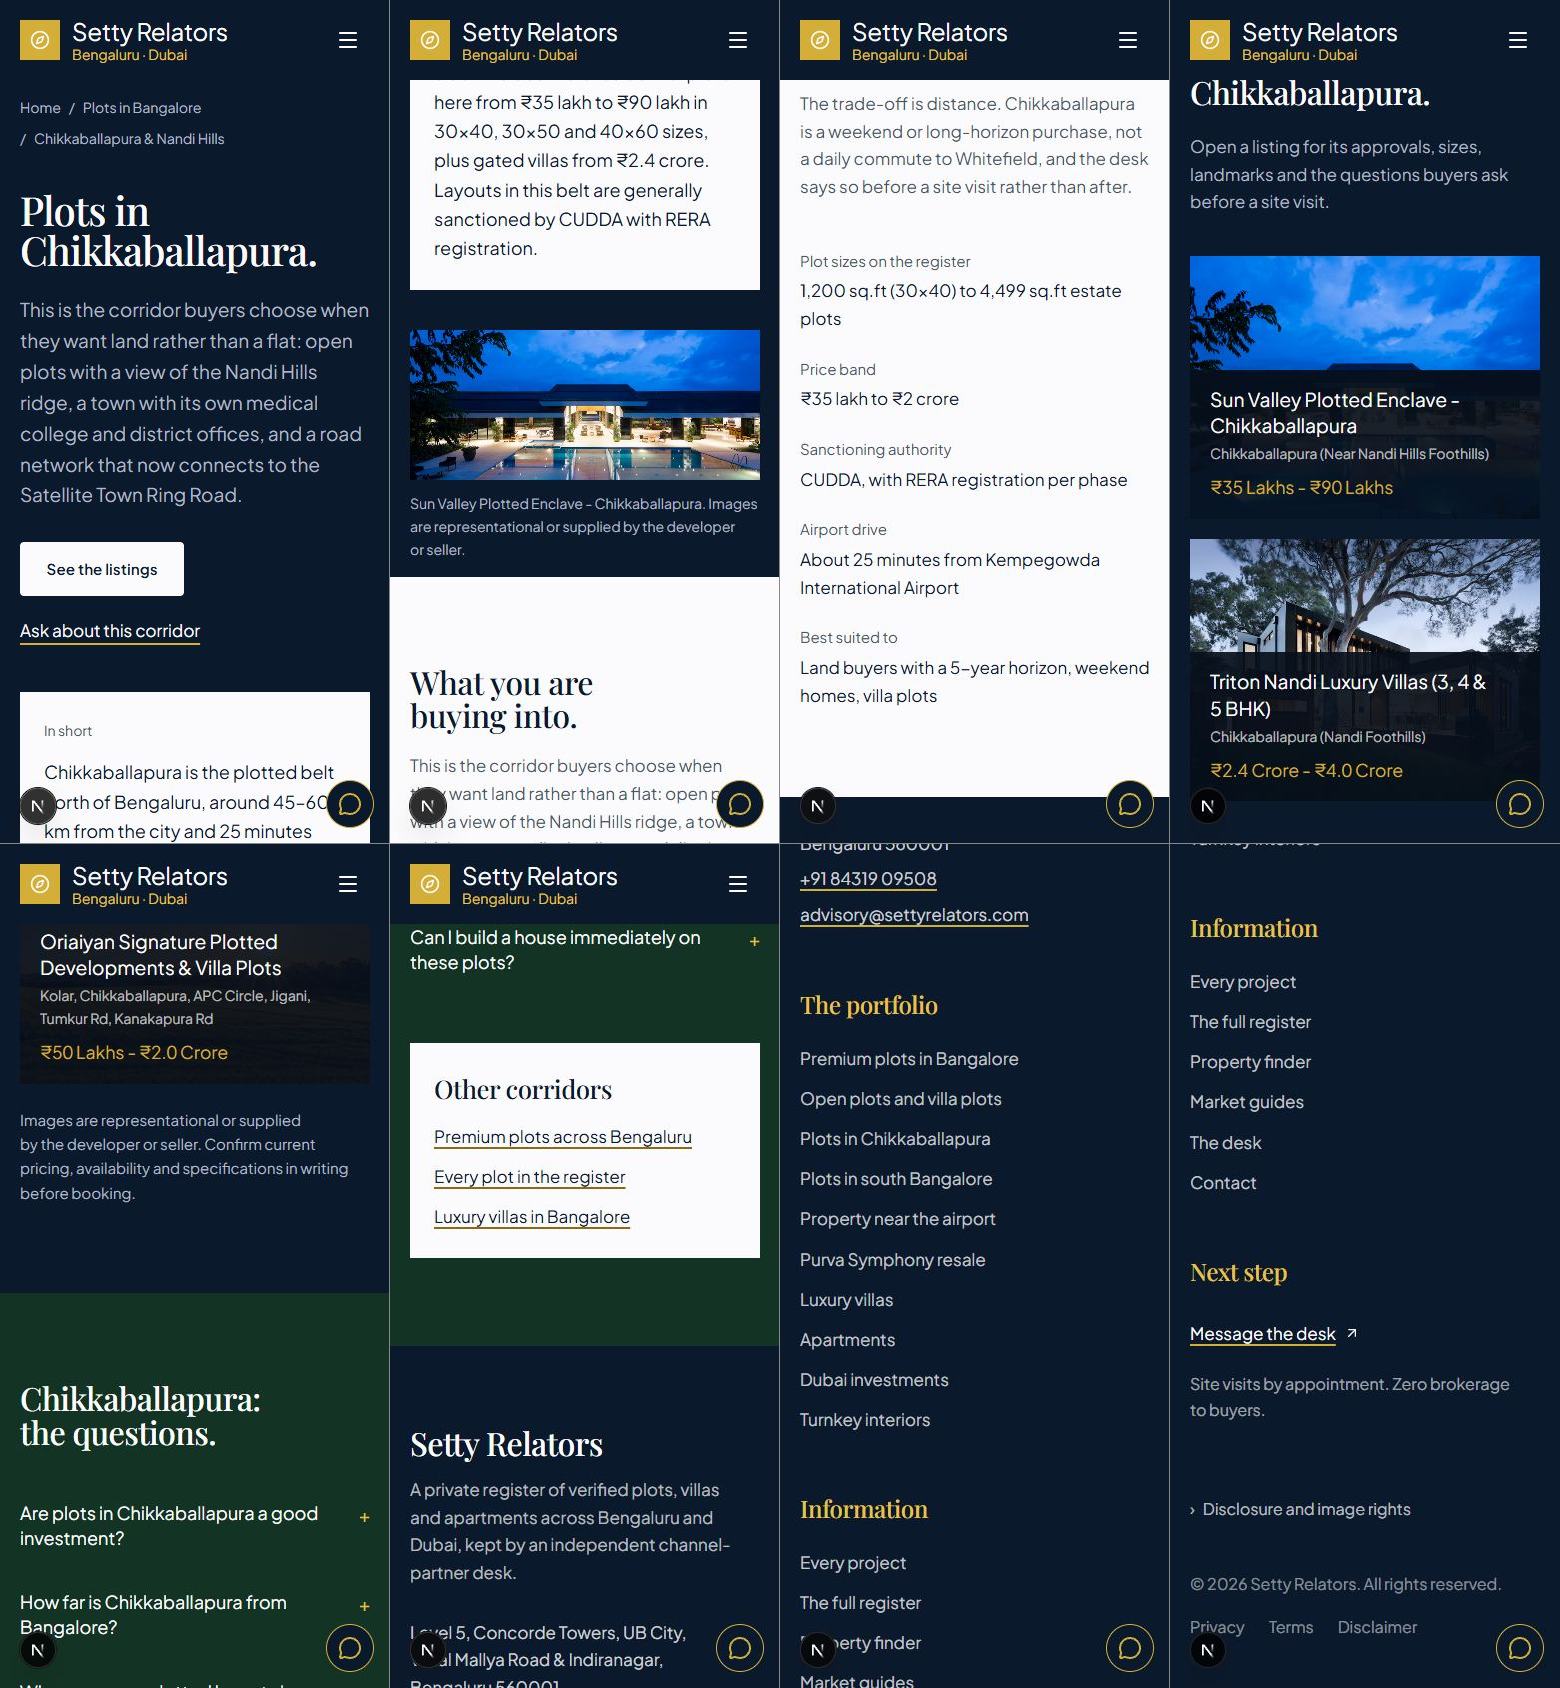 Setty Relators
Bengaluru · Dubai
Home / Plots in Bangalore
/ Chikkaballapura & Nandi Hills
Plots in
Chikkaballapura.
This is the corridor buyers choose when
they want land rather than a flat: open
plots with a view of the Nandi Hills
ridge, a town with its own medical
college and district offices, and a road
network that now connects to the
Satellite Town Ring Road.
See the listings
Ask about this corridor
In short
Chikkaballapura is the plotted belt
north of Bengaluru, around 45–60
km from the city and 25 minutes
N
Setty Relators
Bengaluru · Dubai
here from ₹35 lakh to ₹90 lakh in
30×40, 30×50 and 40×60 sizes,
plus gated villas from ₹2.4 crore.
Layouts in this belt are generally
sanctioned by CUDDA with RERA
registration.
Sun Valley Plotted Enclave - Chikkaballapura. Images
are representational or supplied by the developer
or seller.
What you are
buying into.
This is the corridor buyers choose when
they want land rather than a flat: open
with a view of the Nandi Hills ridge, a town
N
Setty Relators
Bengaluru · Dubai
The trade-off is distance. Chikkaballapura
is a weekend or long-horizon purchase, not
a daily commute to Whitefield, and the desk
says so before a site visit rather than after.
Plot sizes on the register
1,200 sq.ft (30×40) to 4,499 sq.ft estate
plots
Price band
₹35 lakh to ₹2 crore
Sanctioning authority
CUDDA, with RERA registration per phase
Airport drive
About 25 minutes from Kempegowda
International Airport
Best suited to
Land buyers with a 5-year horizon, weekend
homes, villa plots
N
Setty Relators
Bengaluru · Dubai
Chikkaballapura.
Open a listing for its approvals, sizes,
landmarks and the questions buyers ask
before a site visit.
Sun Valley Plotted Enclave -
Chikkaballapura
Chikkaballapura (Near Nandi Hills Foothills)
₹35 Lakhs - ₹90 Lakhs
Triton Nandi Luxury Villas (3, 4 &
5 BHK)
Chikkaballapura (Nandi Foothills)
₹2.4 Crore - ₹4.0 Crore
N
Setty Relators
Bengaluru · Dubai
Oriaiyan Signature Plotted
Developments & Villa Plots
Kolar, Chikkaballapura, APC Circle, Jigani,
Tumkur Rd, Kanakapura Rd
₹50 Lakhs - ₹2.0 Crore
Images are representational or supplied
by the developer or seller. Confirm current
pricing, availability and specifications in writing
before booking.
Chikkaballapura:
the questions.
Are plots in Chikkaballapura a good
investment?
+
How far is Chikkaballapura from
Bangalore?
+
N
Setty Relators
Bengaluru · Dubai
Can I build a house immediately on
these plots?
+
Other corridors
Premium plots across Bengaluru
Every plot in the register
Luxury villas in Bangalore
Setty Relators
A private register of verified plots, villas
and apartments across Bengaluru and
Dubai, kept by an independent channel-
partner desk.
Level 5, Concorde Towers, UB City,
Mallya Road & Indiranagar,
Bengaluru 560001
N
Bengaluru 560001
+91 84319 09508
advisory@settyrelators.com
The portfolio
Premium plots in Bangalore
Open plots and villa plots
Plots in Chikkaballapura
Plots in south Bangalore
Property near the airport
Purva Symphony resale
Luxury villas
Apartments
Dubai investments
Turnkey interiors
Information
Every project
The full register
Property finder
Market guides
N
Turnkey interiors
Information
Every project
The full register
Property finder
Market guides
The desk
Contact
Next step
Message the desk
Site visits by appointment. Zero brokerage
to buyers.
› Disclosure and image rights
© 2026 Setty Relators. All rights reserved.
Privacy Terms Disclaimer
N